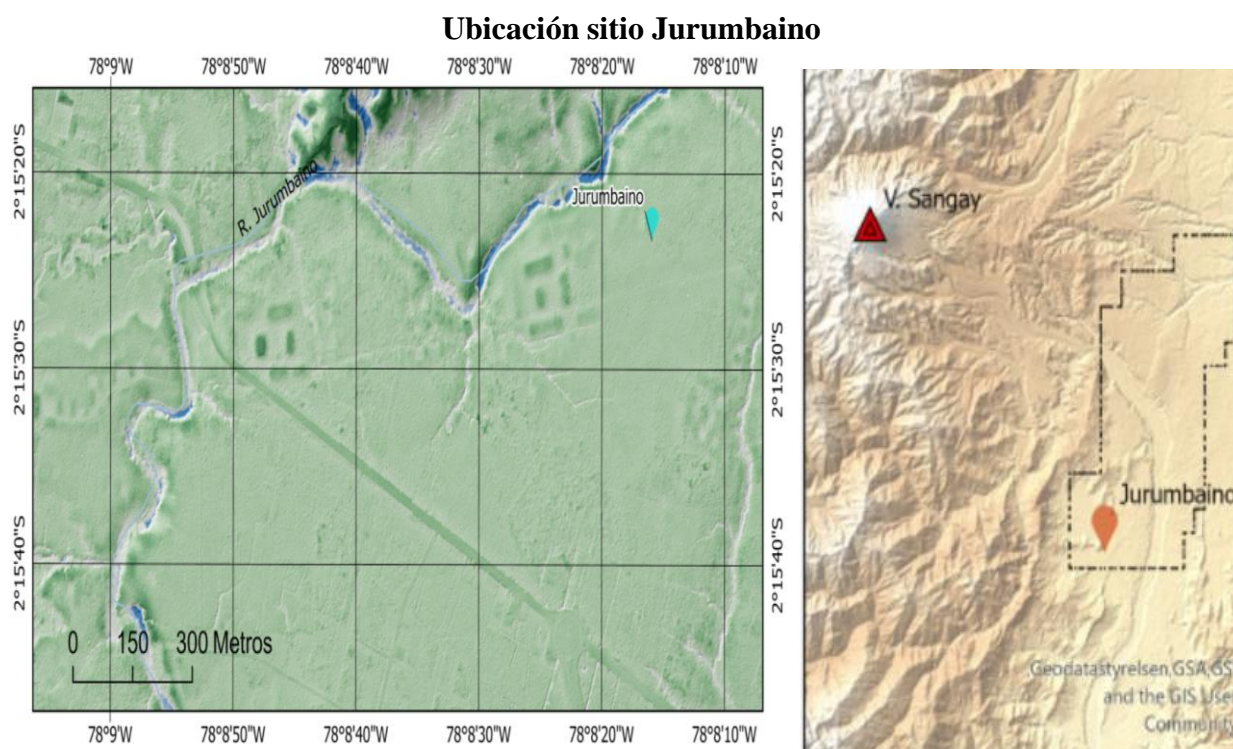 Ubicación sitio Jurumbaino
78°9'W 78°8'50"W 78°8'40"W 78°8'30"W 78°8'20"W 78°8'10"W
2°15'20"S
2°15'30"S
2°15'40"S
2°15'20"S
2°15'30"S
2°15'40"S
R. Jurumbaino
Jurumbaino
0 150 300 Metros
78°9'W 78°8'50"W 78°8'40"W 78°8'30"W 78°8'20"W 78°8'10"W
V. Sangay
Jurumbaino
Geodatastyrelsen,GSA,GS
and the GIS User
Community